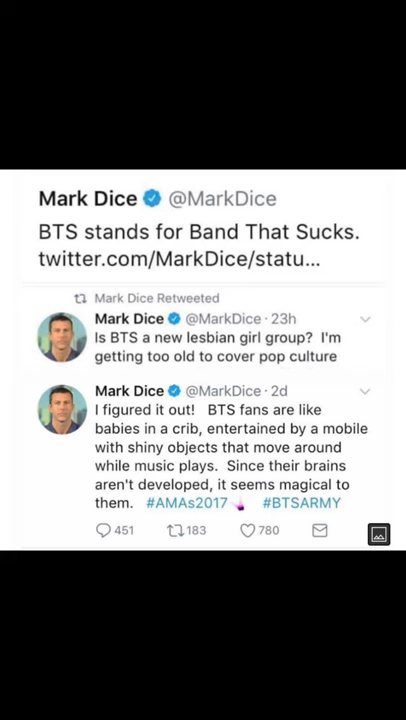 Mark Dice @MarkDice
BTS stands for Band That Sucks.
twitter.com/MarkDice/statu...
Mark Dice Retweeted
Mark Dice @MarkDice · 23h
Is BTS a new lesbian girl group?  I'm
getting too old to cover pop culture
Mark Dice @MarkDice · 2d
I figured it out!   BTS fans are like
babies in a crib, entertained by a mobile
with shiny objects that move around
while music plays.  Since their brains
aren't developed, it seems magical to
them.  #AMAs2017  #BTSARMY
451 183 780